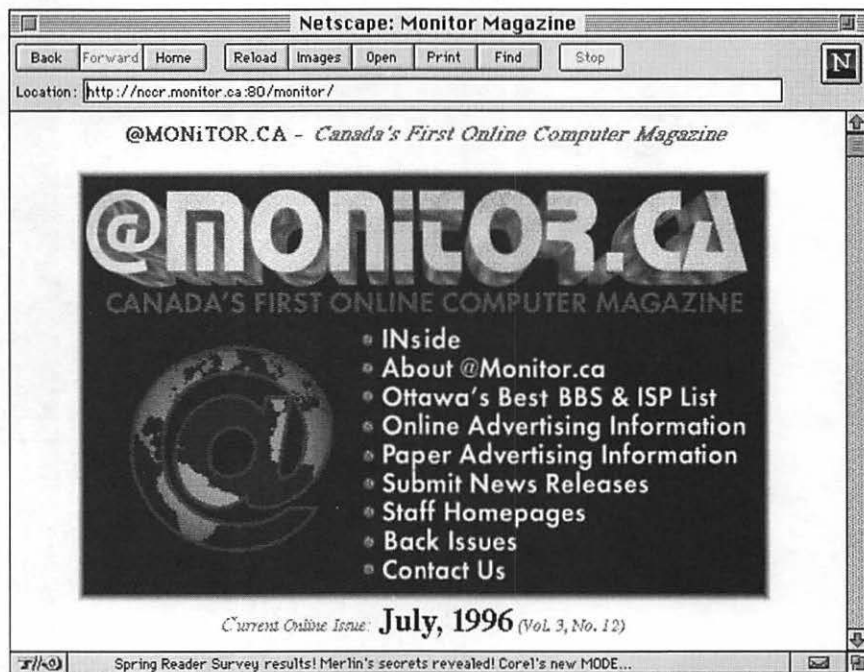 Netscape: Monitor Magazine
Back Forward Home Reload Images Open Print Find Stop
N
Location: http://nccr.monitor.ca:80/monitor/
@MONiTOR.CA - Canada's First Online Computer Magazine
@MONiTOR.CA
CANADA'S FIRST ONLINE COMPUTER MAGAZINE
INside
About @Monitor.ca
Ottawa's Best BBS & ISP List
Online Advertising Information
Paper Advertising Information
Submit News Releases
Staff Homepages
Back Issues
Contact Us
Current Online Issue: July, 1996 (Vol. 3, No. 12)
Spring Reader Survey results! Merlin's secrets revealed! Corel's new MODE...